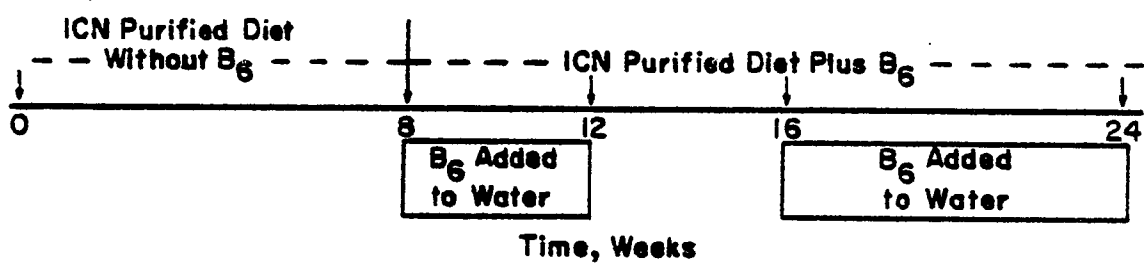 ICN Purified Diet
Without B6
ICN Purified Diet Plus B6
0 8 12 16 24
B6 Added
to Water
B6 Added
to Water
Time, Weeks